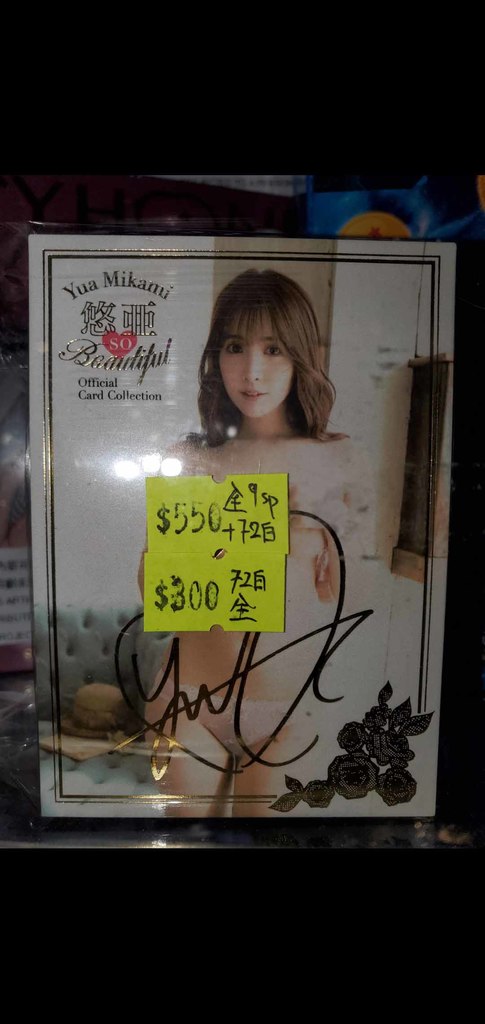 Yua Mikami
悠亜
SO
Beautiful
Official
Card Collection
$550 全9sp
+72白
$300 72白
全